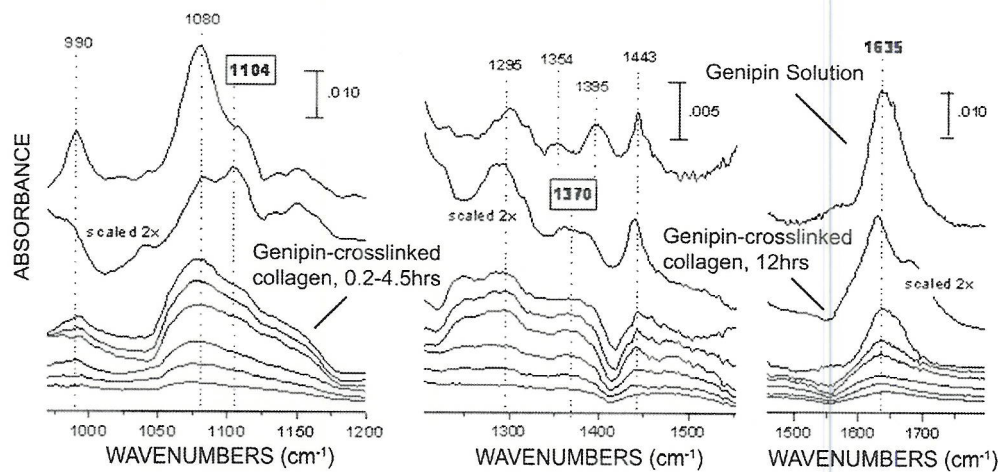 990
1080
1104
.010
1295
1354
1395
1443
.005
1635
Genipin Solution
.010
ABSORBANCE
scaled 2x
Genipin-crosslinked
collagen, 0.2-4.5hrs
scaled 2x
1370
Genipin-crosslinked
collagen, 12hrs
scaled 2x
1000
1050
1100
1150
1200
1300
1400
1500
1500
1600
1700
WAVENUMBERS (cm⁻¹)
WAVENUMBERS (cm⁻¹)
WAVENUMBERS (cm⁻¹)